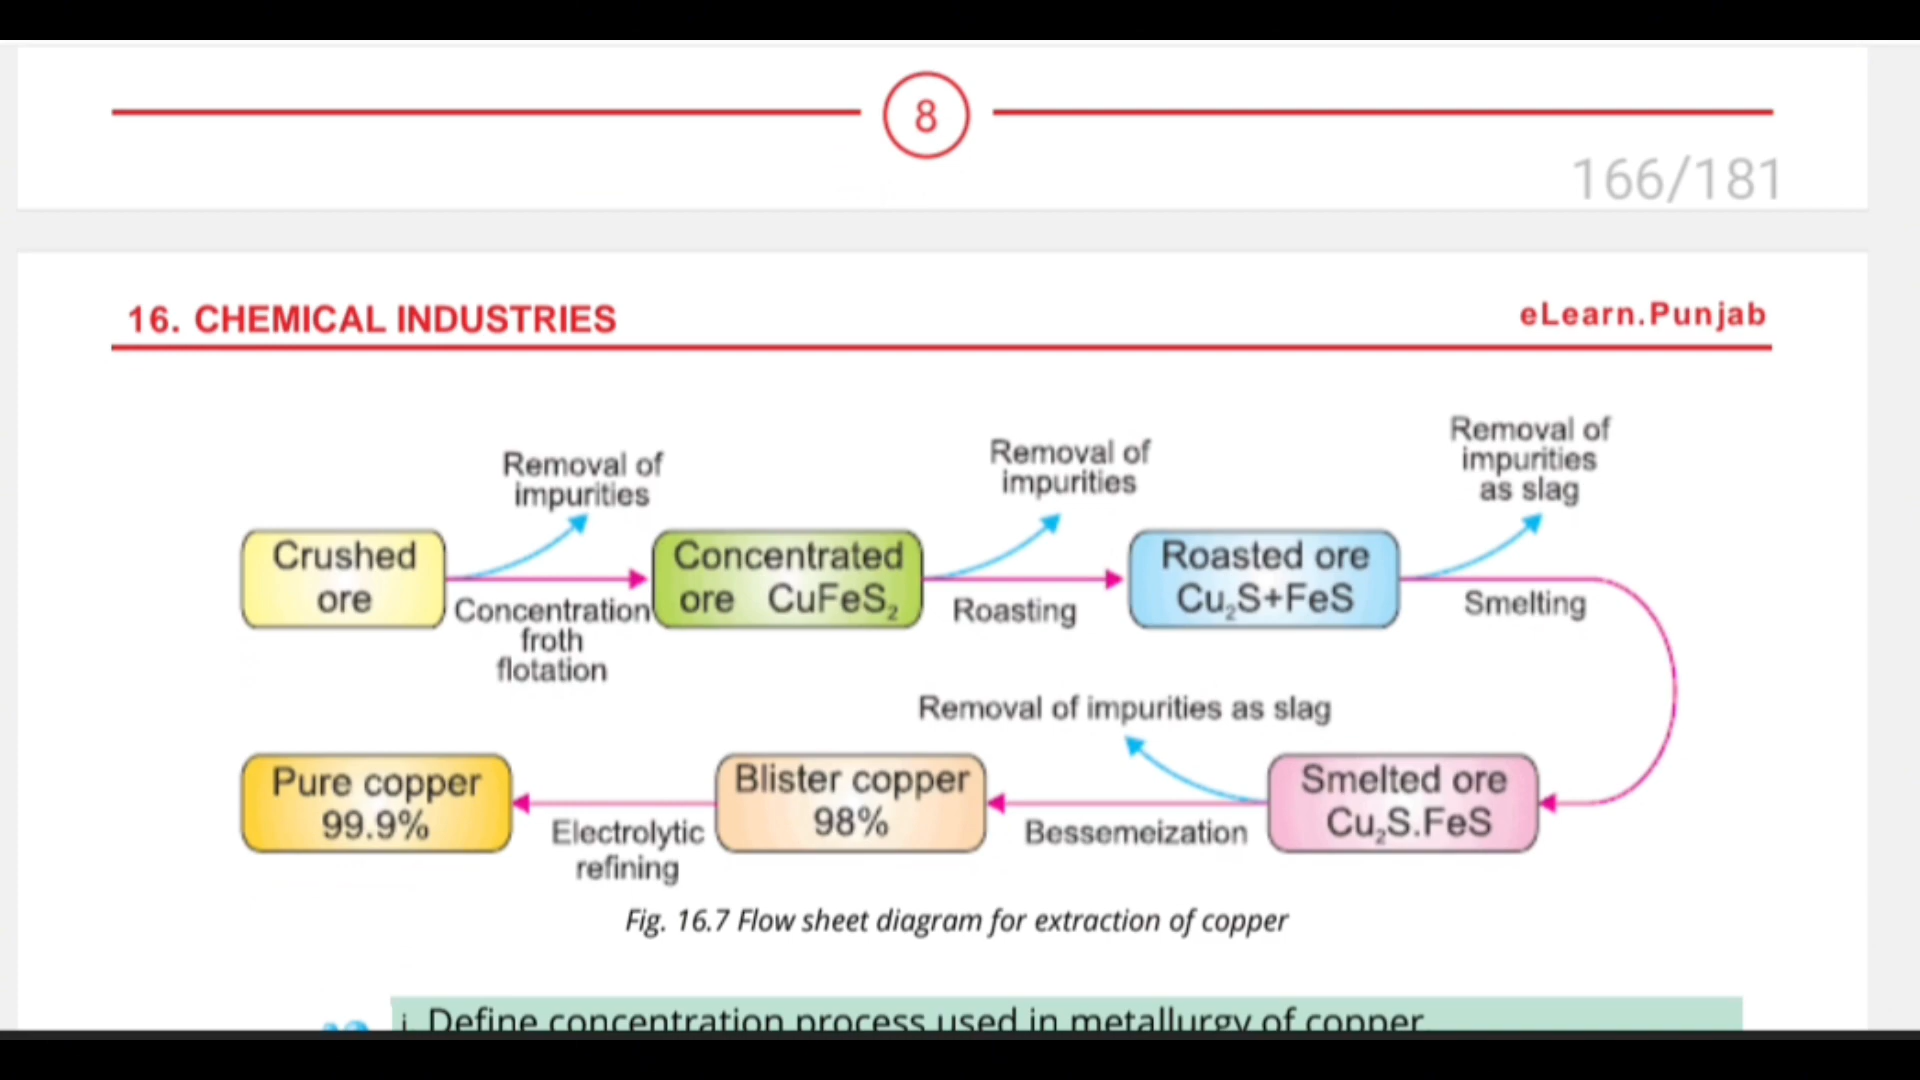 8
166/181
16. CHEMICAL INDUSTRIES
eLearn.Punjab
Removal of
impurities
Removal of
impurities
Removal of
impurities
as slag
Crushed
ore
Concentration
froth
flotation
Concentrated
ore CuFeS₂
Roasting
Roasted ore
Cu₂S+FeS
Smelting
Removal of impurities as slag
Pure copper
99.9%
Electrolytic
refining
Blister copper
98%
Bessemeization
Smelted ore
Cu₂S.FeS
Fig. 16.7 Flow sheet diagram for extraction of copper
i. Define concentration process used in metallurgy of copper.